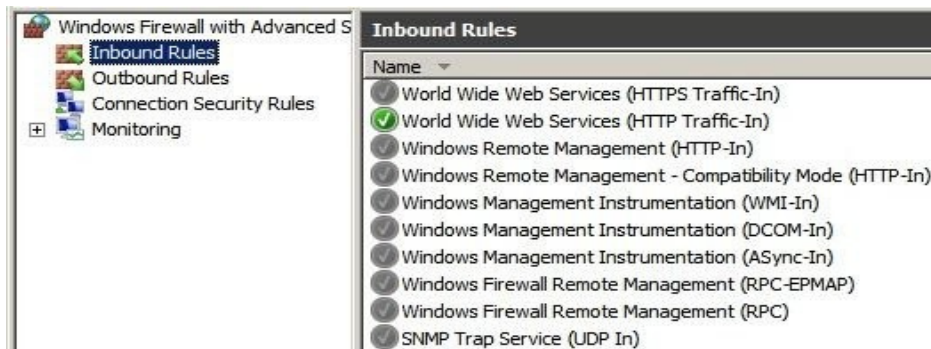 Windows Firewall with Advanced S
Inbound Rules
Outbound Rules
Connection Security Rules
Monitoring
Inbound Rules
Name
World Wide Web Services (HTTPS Traffic-In)
World Wide Web Services (HTTP Traffic-In)
Windows Remote Management (HTTP-In)
Windows Remote Management - Compatibility Mode (HTTP-In)
Windows Management Instrumentation (WMI-In)
Windows Management Instrumentation (DCOM-In)
Windows Management Instrumentation (ASync-In)
Windows Firewall Remote Management (RPC-EPMAP)
Windows Firewall Remote Management (RPC)
SNMP Trap Service (UDP In)